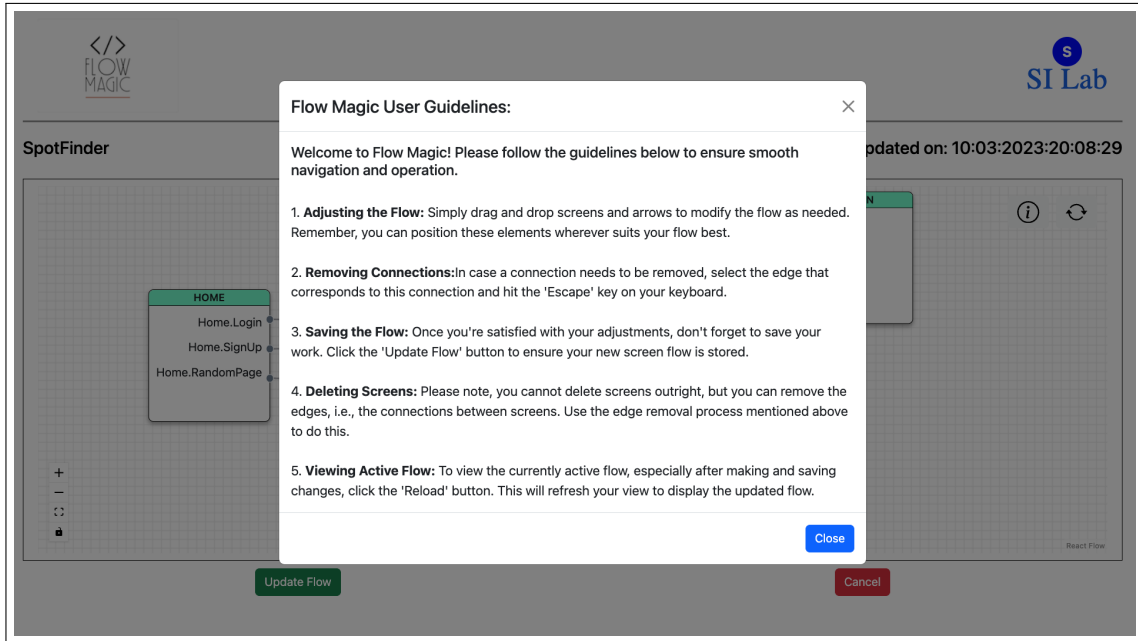 </>
FLOW
MAGIC
S
SI Lab
Flow Magic User Guidelines:
SpotFinder
pdated on: 10:03:2023:20:08:29
Welcome to Flow Magic! Please follow the guidelines below to ensure smooth
navigation and operation.
1. Adjusting the Flow: Simply drag and drop screens and arrows to modify the flow as needed.
Remember, you can position these elements wherever suits your flow best.
2. Removing Connections:In case a connection needs to be removed, select the edge that
corresponds to this connection and hit the 'Escape' key on your keyboard.
3. Saving the Flow: Once you're satisfied with your adjustments, don't forget to save your
work. Click the 'Update Flow' button to ensure your new screen flow is stored.
4. Deleting Screens: Please note, you cannot delete screens outright, but you can remove the
edges, i.e., the connections between screens. Use the edge removal process mentioned above
to do this.
5. Viewing Active Flow: To view the currently active flow, especially after making and saving
changes, click the 'Reload' button. This will refresh your view to display the updated flow.
Close
HOME
Home.Login
Home.SignUp
Home.RandomPage
N
i
React Flow
Update Flow
Cancel